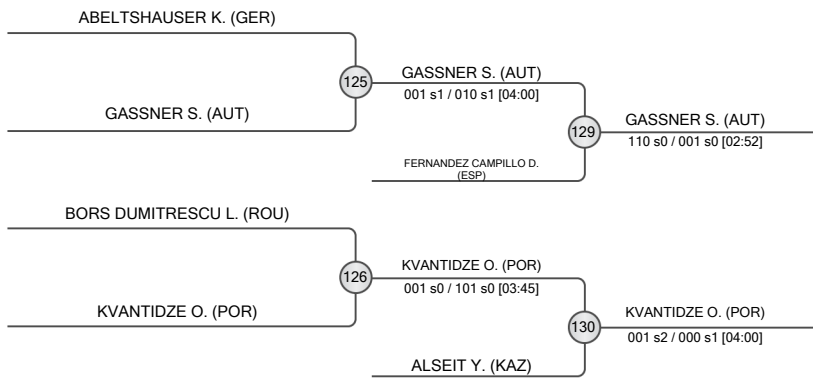 ABELTSHAUSER K. (GER)
125
GASSNER S. (AUT)
001 s1 / 010 s1 [04:00]
GASSNER S. (AUT)
129
GASSNER S. (AUT)
110 s0 / 001 s0 [02:52]
FERNANDEZ CAMPILLO D.
(ESP)
BORS DUMITRESCU L. (ROU)
126
KVANTIDZE O. (POR)
001 s0 / 101 s0 [03:45]
KVANTIDZE O. (POR)
130
KVANTIDZE O. (POR)
001 s2 / 000 s1 [04:00]
ALSEIT Y. (KAZ)